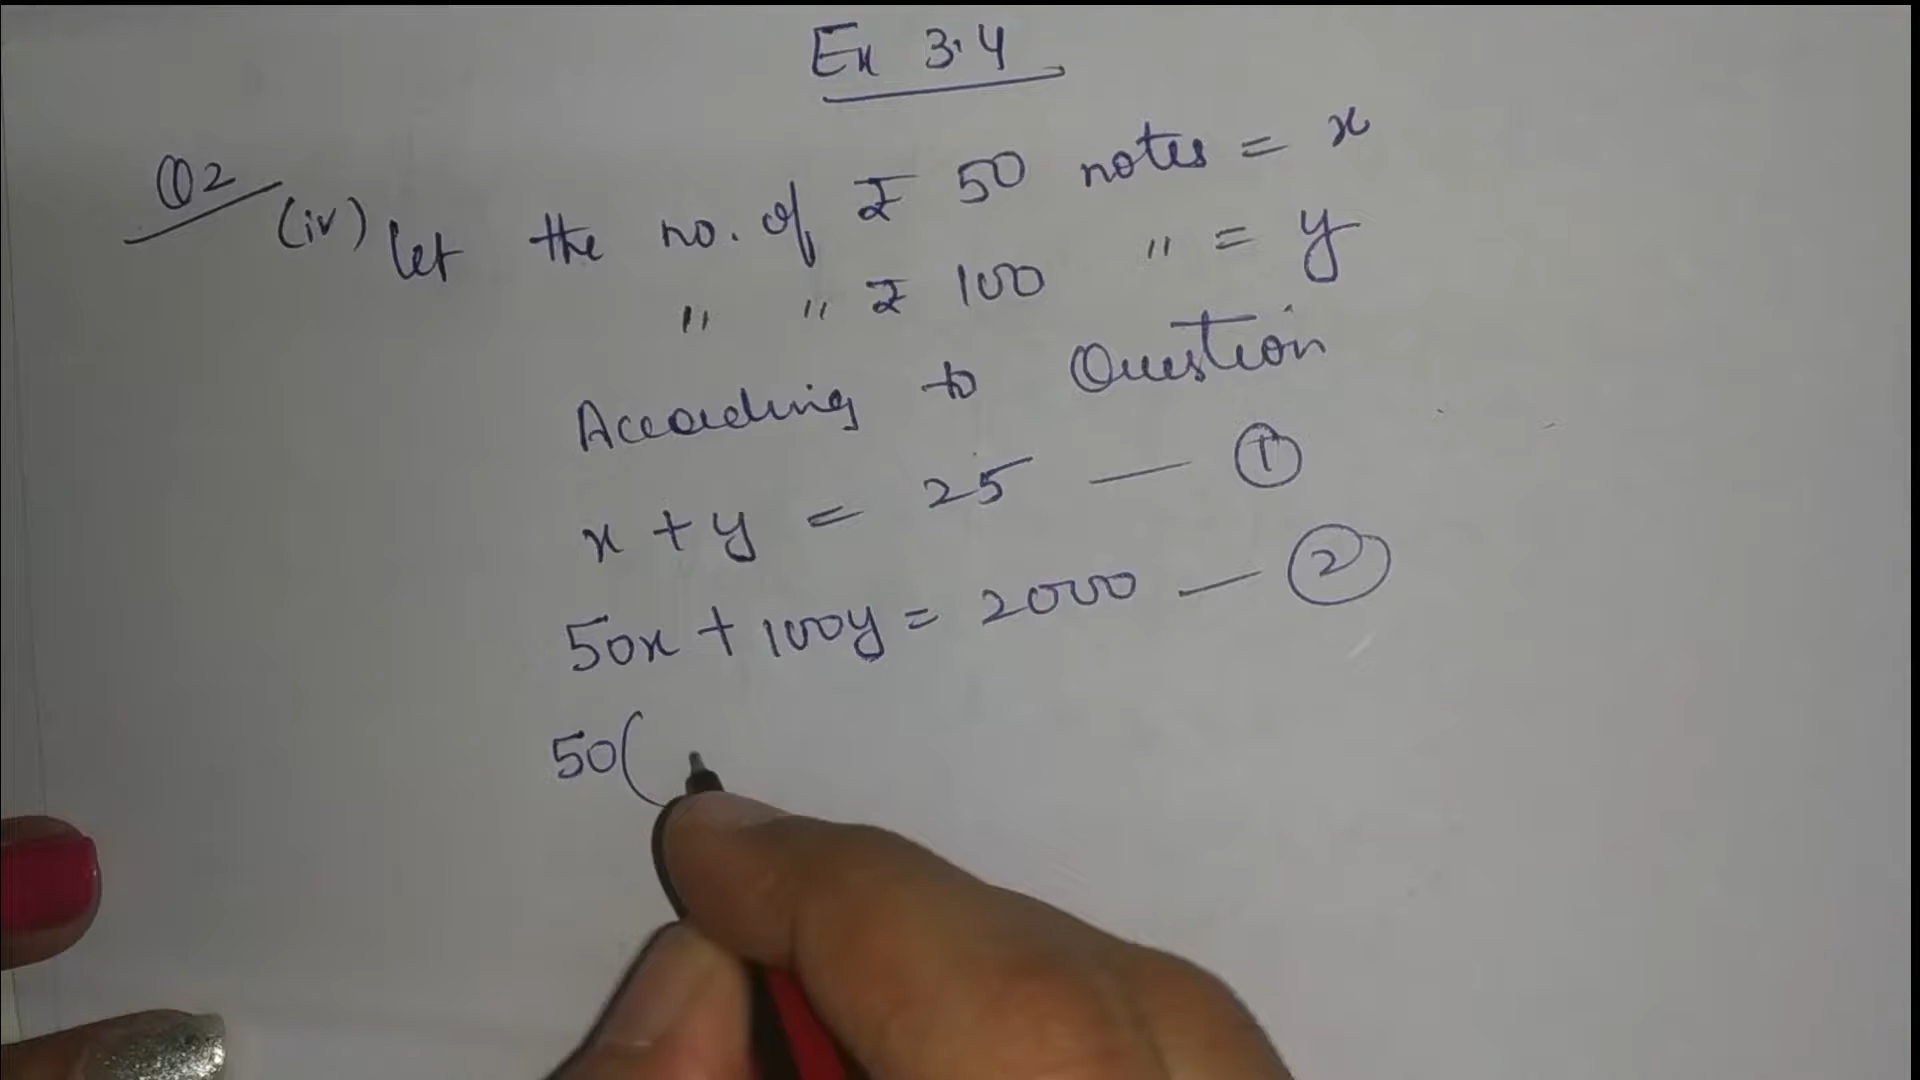 Ex 3.4
Q2
(iv) let the no. of ₹ 50 notes = x
" " ₹ 100 " = y
According to Question
x + y = 25 — ①
50x + 100y = 2000 — ②
50(